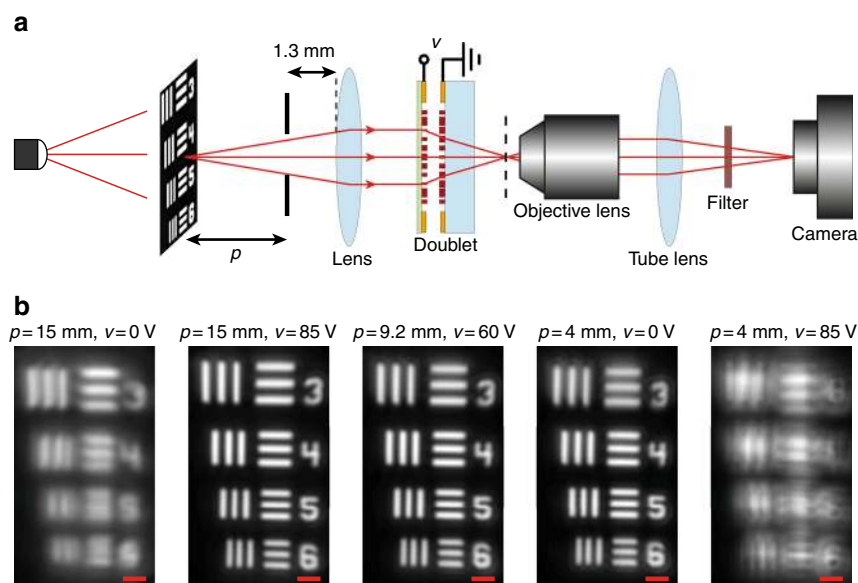 a
1.3 mm
v
3
4
5
6
p
Lens
Doublet
Objective lens
Tube lens
Filter
Camera
b
p = 15 mm, v = 0 V
p = 15 mm, v = 85 V
p = 9.2 mm, v = 60 V
p = 4 mm, v = 0 V
p = 4 mm, v = 85 V
3
4
5
6
3
4
5
6
3
4
5
6
3
4
5
6